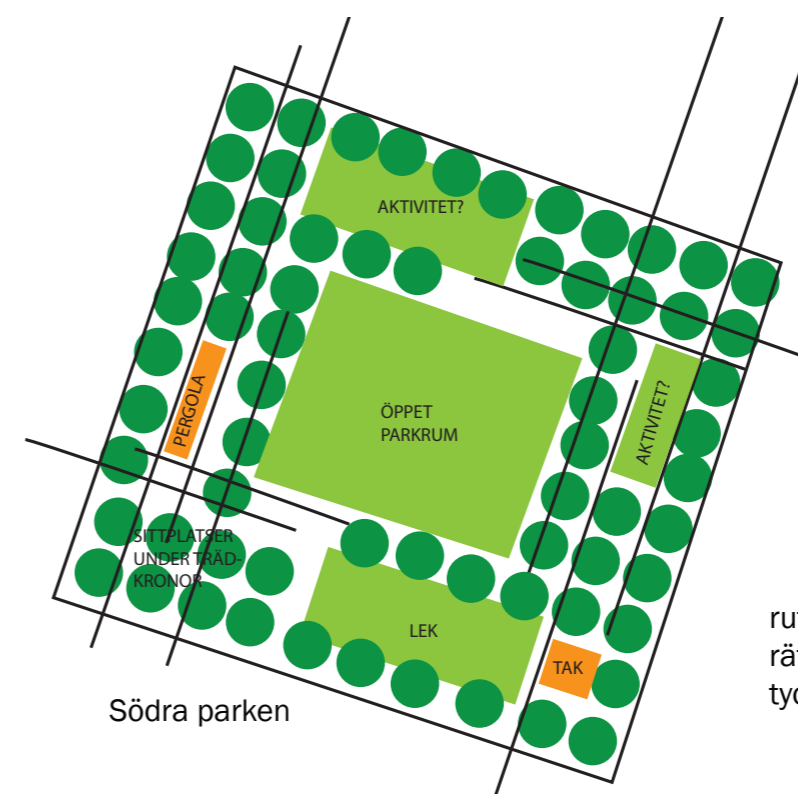 AKTIVITET?
ÖPPET
PARKRUM
AKTIVITET?
PERGOLA
SITTPLATSER
UNDER TRÄD-
KRONOR
LEK
TAK
Södra parken